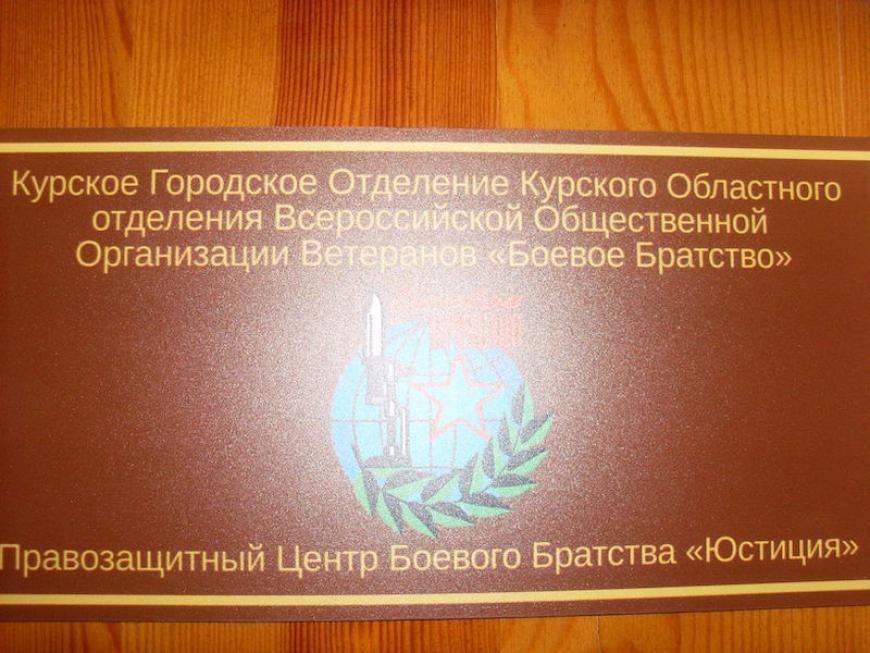 Курское Городское Отделение Курского Областного
отделения Всероссийской Общественной
Организации Ветеранов «Боевое Братство»
Правозащитный Центр Боевого Братства «Юстиция»